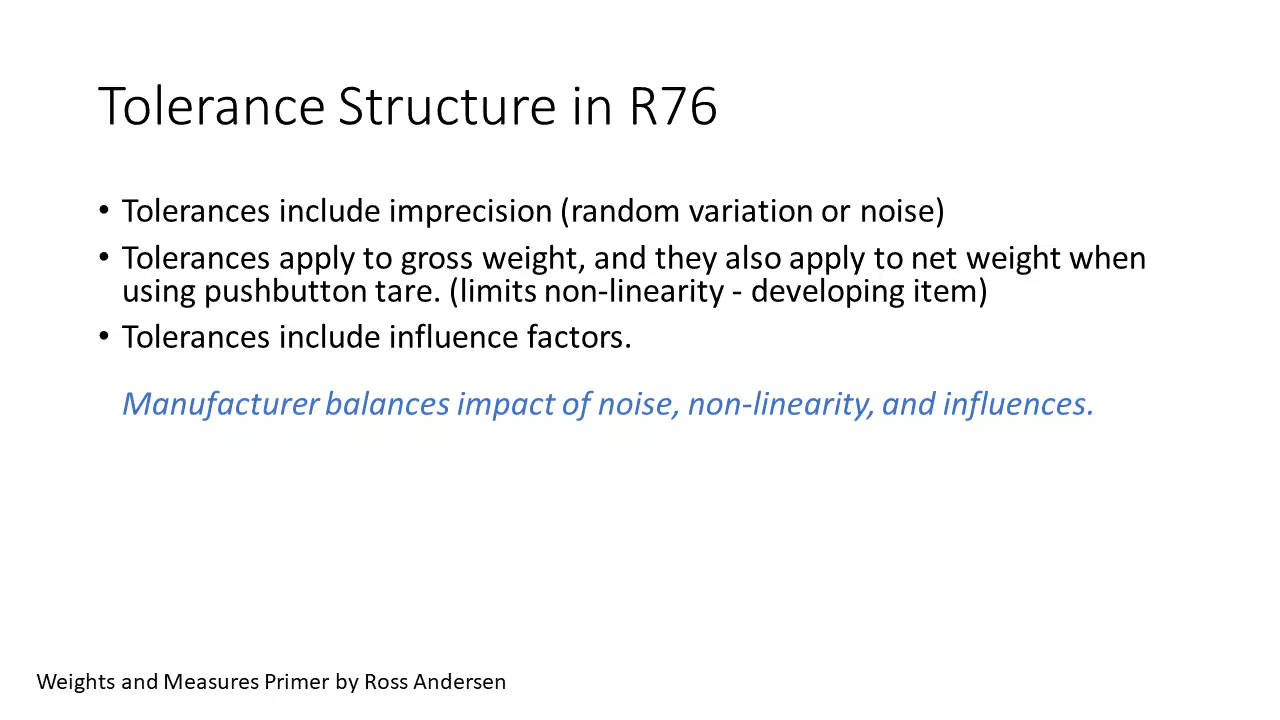 Tolerance Structure in R76
• Tolerances include imprecision (random variation or noise)
• Tolerances apply to gross weight, and they also apply to net weight when
using pushbutton tare. (limits non-linearity - developing item)
• Tolerances include influence factors.
Manufacturer balances impact of noise, non-linearity, and influences.
Weights and Measures Primer by Ross Andersen